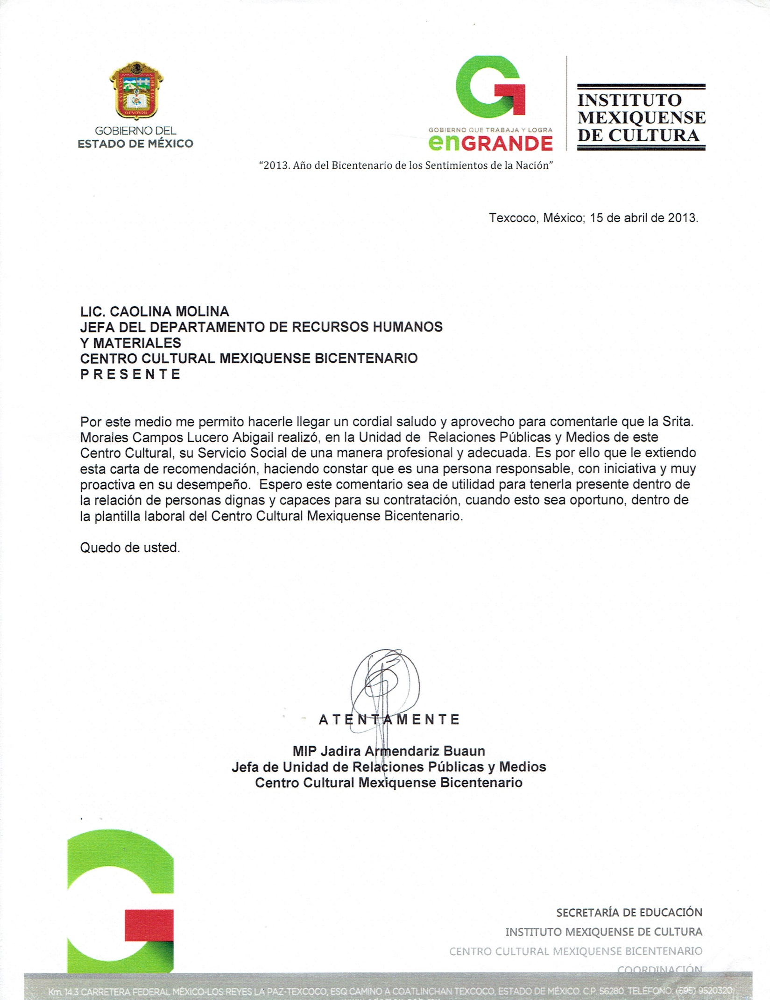 GOBIERNO DEL
ESTADO DE MÉXICO
GOBIERNO QUE TRABAJA Y LOGRA
enGRANDE
INSTITUTO
MEXIQUENSE
DE CULTURA
“2013. Año del Bicentenario de los Sentimientos de la Nación”
Texcoco, México; 15 de abril de 2013.
LIC. CAOLINA MOLINA
JEFA DEL DEPARTAMENTO DE RECURSOS HUMANOS
Y MATERIALES
CENTRO CULTURAL MEXIQUENSE BICENTENARIO
P R E S E N T E
Por este medio me permito hacerle llegar un cordial saludo y aprovecho para comentarle que la Srita.
Morales Campos Lucero Abigail realizó, en la Unidad de Relaciones Públicas y Medios de este
Centro Cultural, su Servicio Social de una manera profesional y adecuada. Es por ello que le extiendo
esta carta de recomendación, haciendo constar que es una persona responsable, con iniciativa y muy
proactiva en su desempeño. Espero este comentario sea de utilidad para tenerla presente dentro de
la relación de personas dignas y capaces para su contratación, cuando esto sea oportuno, dentro de
la plantilla laboral del Centro Cultural Mexiquense Bicentenario.
Quedo de usted.
A T E N T A M E N T E
MIP Jadira Armendariz Buaun
Jefa de Unidad de Relaciones Públicas y Medios
Centro Cultural Mexiquense Bicentenario
SECRETARÍA DE EDUCACIÓN
INSTITUTO MEXIQUENSE DE CULTURA
CENTRO CULTURAL MEXIQUENSE BICENTENARIO
COORDINACIÓN
Km. 14.3 CARRETERA FEDERAL MÉXICO-LOS REYES LA PAZ-TEXCOCO, ESQ CAMINO A COATLINCHAN TEXCOCO, ESTADO DE MÉXICO. C.P. 56280. TELÉFONO: (595) 9520320